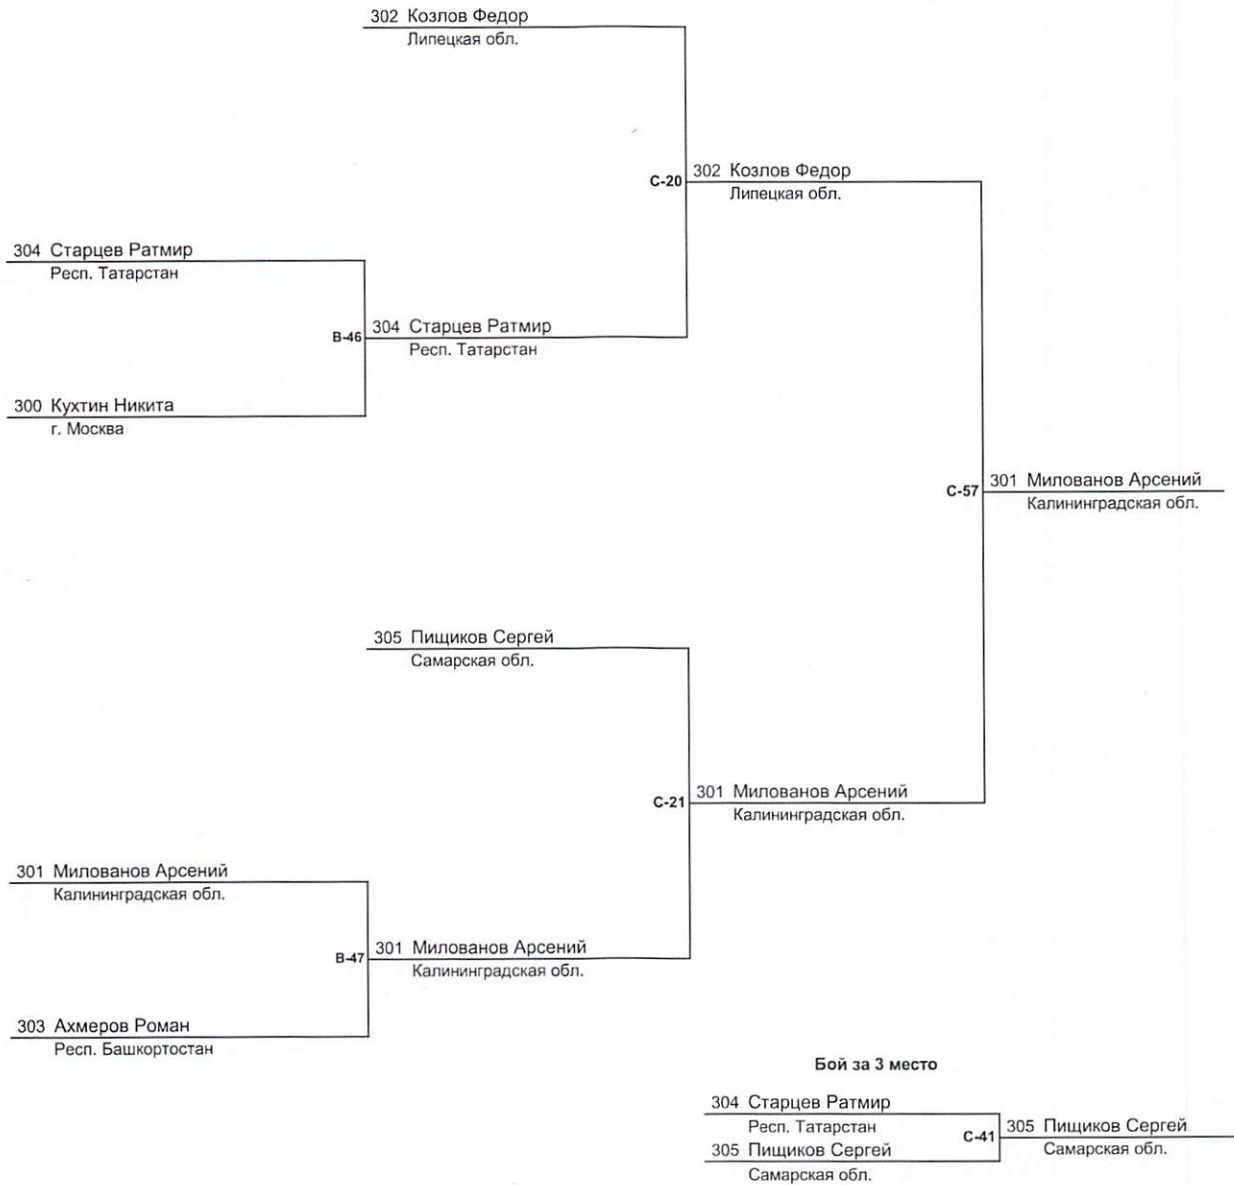 302 Козлов Федор
Липецкая обл.
C-20
302 Козлов Федор
Липецкая обл.
304 Старцев Ратмир
Респ. Татарстан
B-46
304 Старцев Ратмир
Респ. Татарстан
300 Кухтин Никита
г. Москва
C-57
301 Милованов Арсений
Калининградская обл.
305 Пищиков Сергей
Самарская обл.
C-21
301 Милованов Арсений
Калининградская обл.
301 Милованов Арсений
Калининградская обл.
B-47
301 Милованов Арсений
Калининградская обл.
303 Ахмеров Роман
Респ. Башкортостан
Бой за 3 место
304 Старцев Ратмир
Респ. Татарстан
C-41
305 Пищиков Сергей
Самарская обл.
305 Пищиков Сергей
Самарская обл.